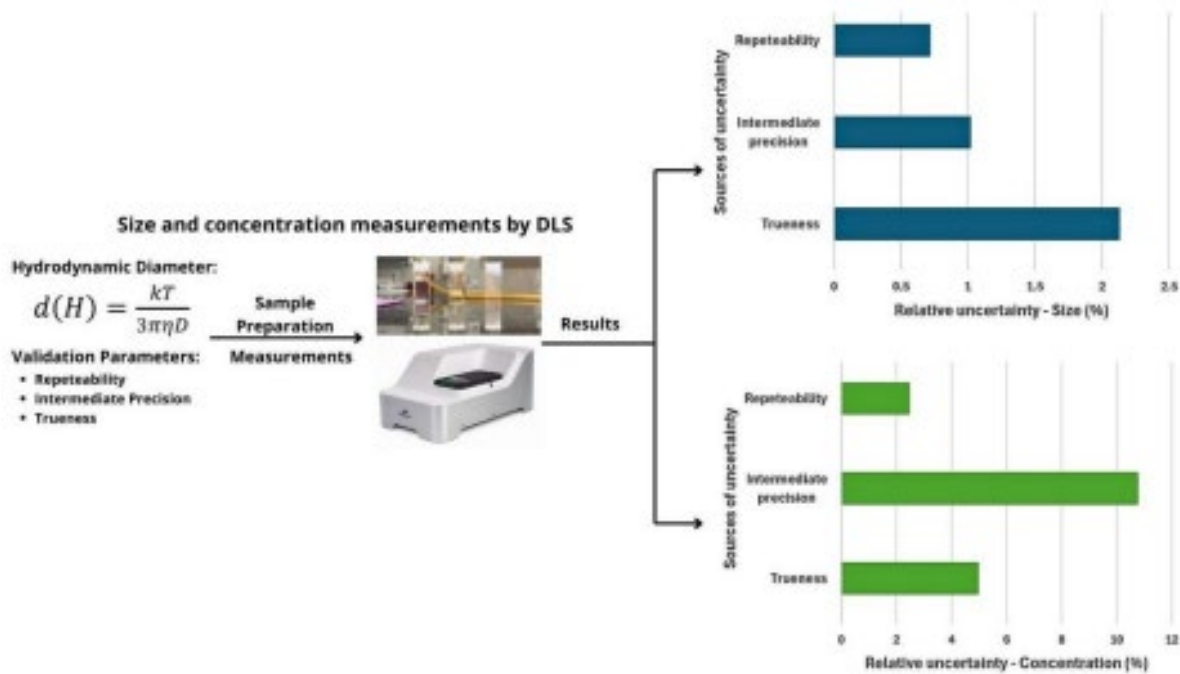 Size and concentration measurements by DLS
Hydrodynamic Diameter:
d(H) = kT / 3πηD
Validation Parameters:
• Repeteability
• Intermediate Precision
• Trueness
Sample
Preparation
Measurements
Results
Sources of uncertainty
Repeteability
Intermediate
precision
Trueness
0 0.5 1 1.5 2 2.5
Relative uncertainty - Size (%)
Sources of uncertainty
Repeteability
Intermediate
precision
Trueness
0 2 4 6 8 10 12
Relative uncertainty - Concentration (%)